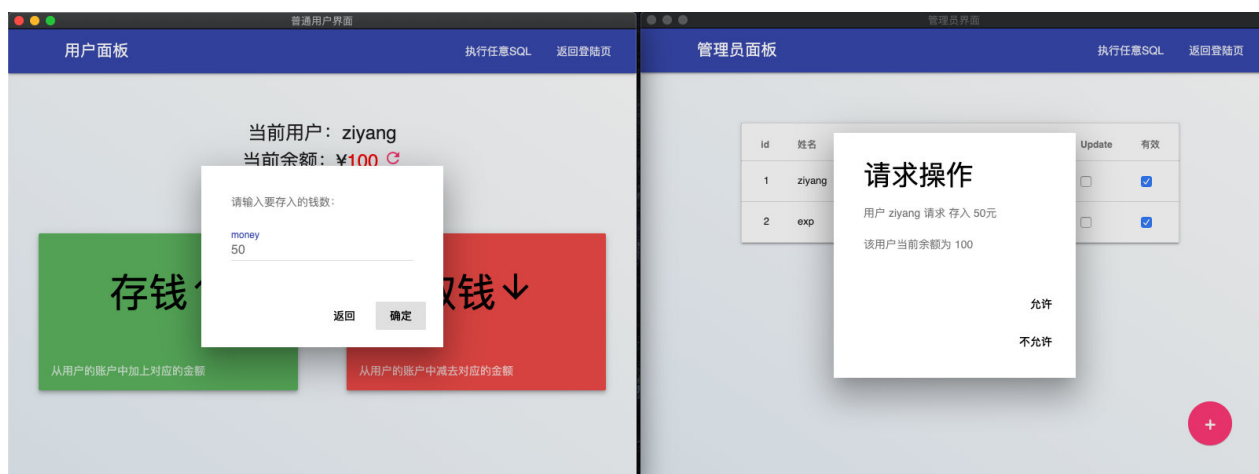 普通用户界面
用户面板
执行任意SQL
返回登陆页
当前用户：ziyang
当前余额：¥100
请输入要存入的钱数：
money
50
返回
确定
存钱
从用户的账户中加上对应的金额
取钱
从用户的账户中减去对应的金额
管理员界面
管理员面板
执行任意SQL
返回登陆页
id 姓名 Update 有效
1 ziyang
2 exp
请求操作
用户 ziyang 请求 存入 50元
该用户当前余额为 100
允许
不允许
+